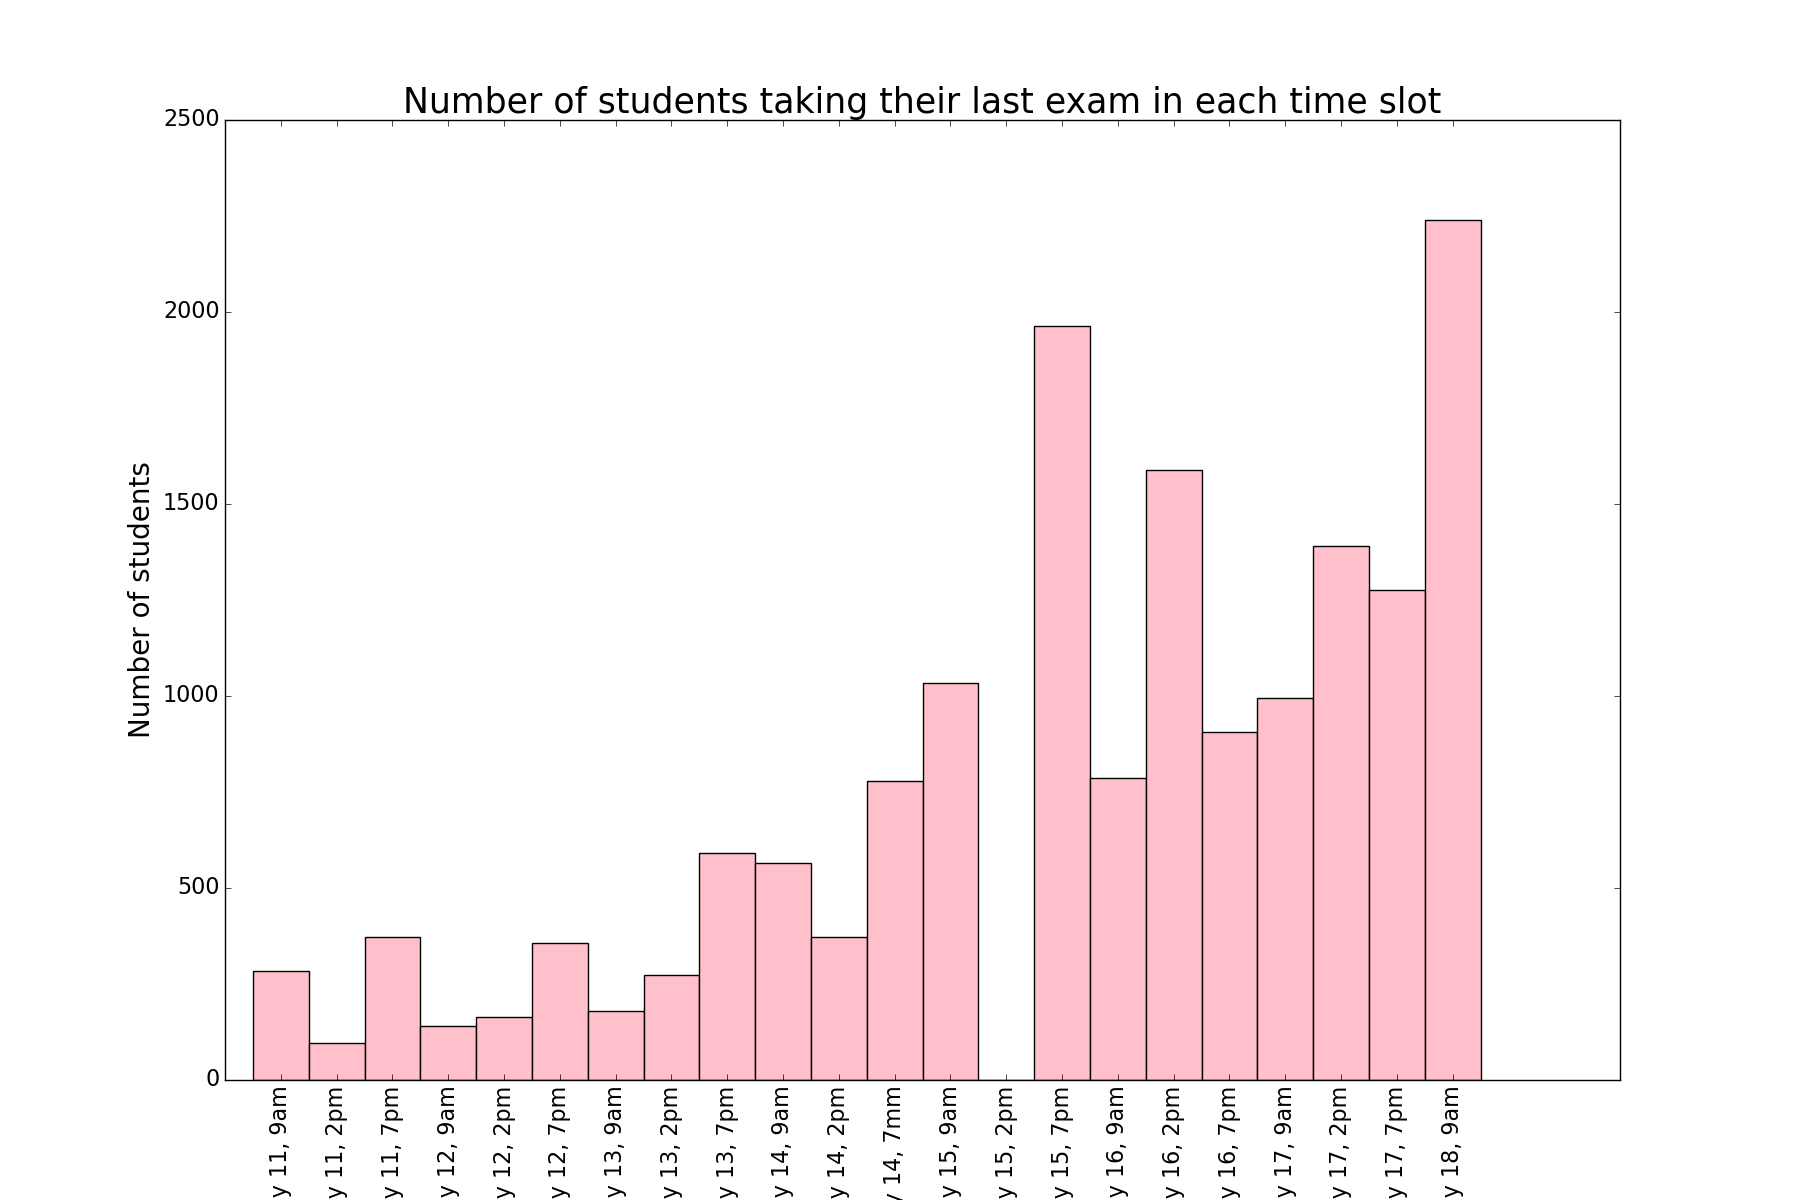 Number of students taking their last exam in each time slot
Number of students
2500
2000
1500
1000
500
0
y 11, 9am
y 11, 2pm
y 11, 7pm
y 12, 9am
y 12, 2pm
y 12, 7pm
y 13, 9am
y 13, 2pm
y 13, 7pm
y 14, 9am
y 14, 2pm
y 14, 7mm
y 15, 9am
y 15, 2pm
y 15, 7pm
y 16, 9am
y 16, 2pm
y 16, 7pm
y 17, 9am
y 17, 2pm
y 17, 7pm
y 18, 9am